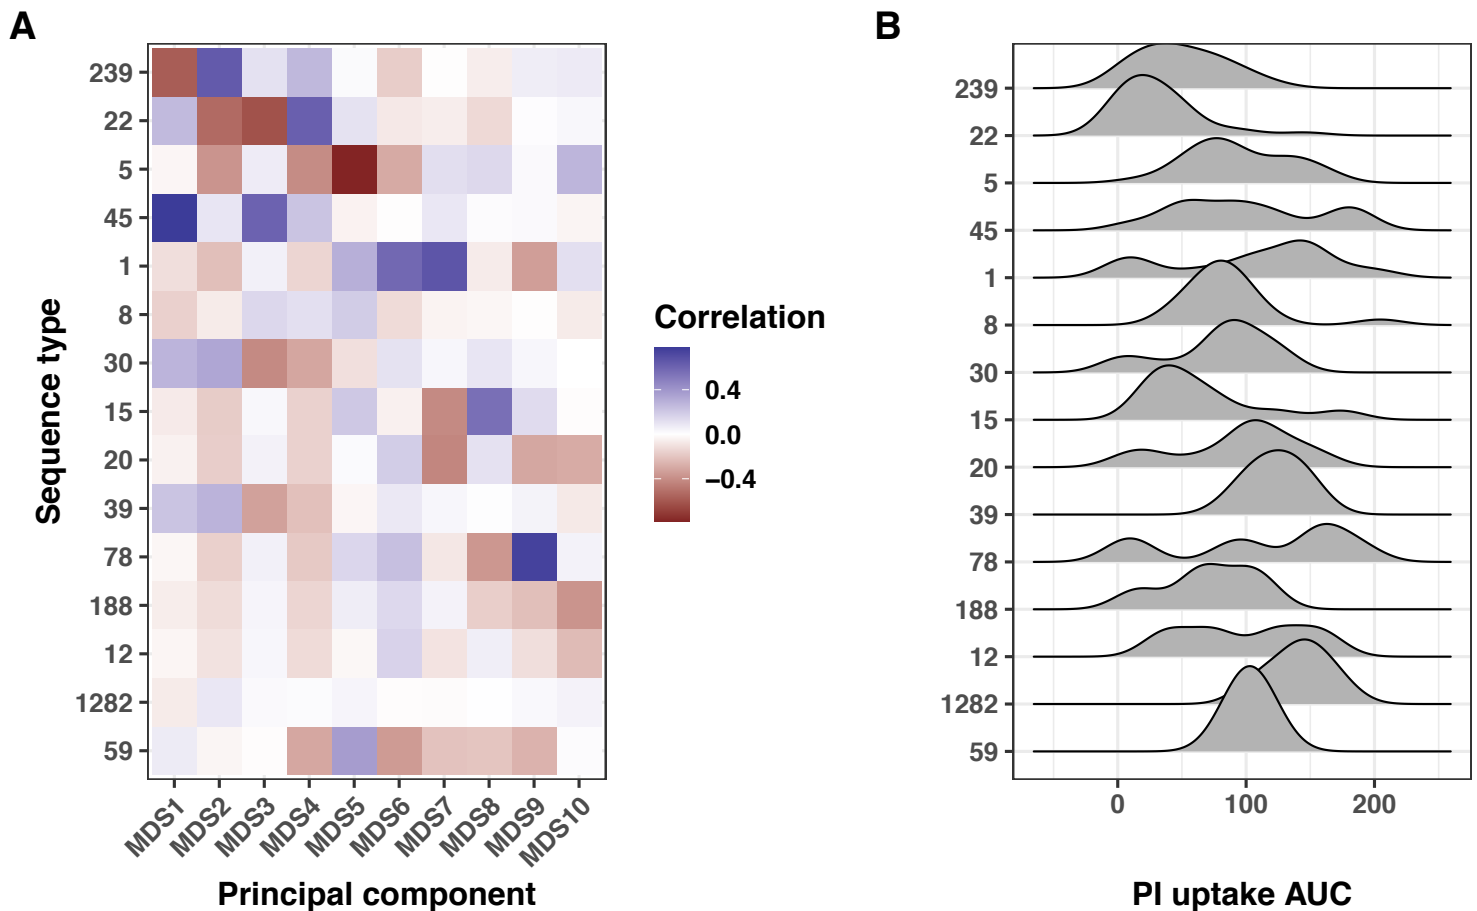 A
239
22
5
45
1
8
30
15
20
39
78
188
12
1282
59
Sequence type
MDS1
MDS2
MDS3
MDS4
MDS5
MDS6
MDS7
MDS8
MDS9
MDS10
Principal component
Correlation
0.4
0.0
−0.4
B
239
22
5
45
1
8
30
15
20
39
78
188
12
1282
59
0
100
200
PI uptake AUC